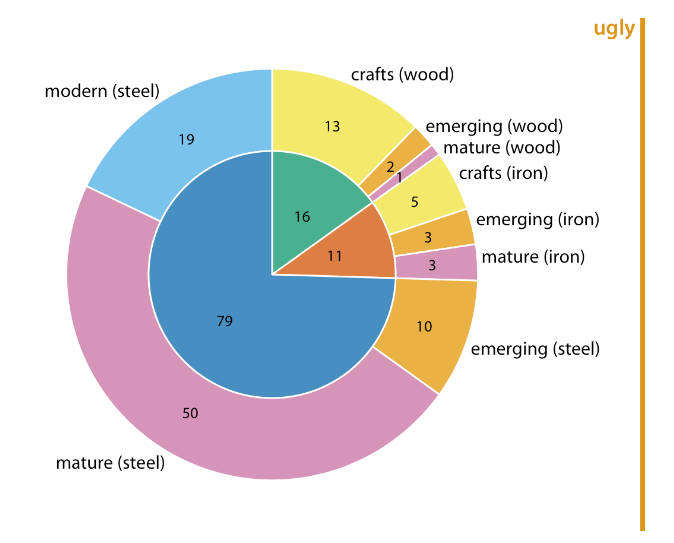 ugly
crafts (wood)
modern (steel)
emerging (wood)
13
19
mature (wood)
2
crafts (iron)
1
5
16
emerging (iron)
3
11
mature (iron)
3
79
10
emerging (steel)
50
mature (steel)